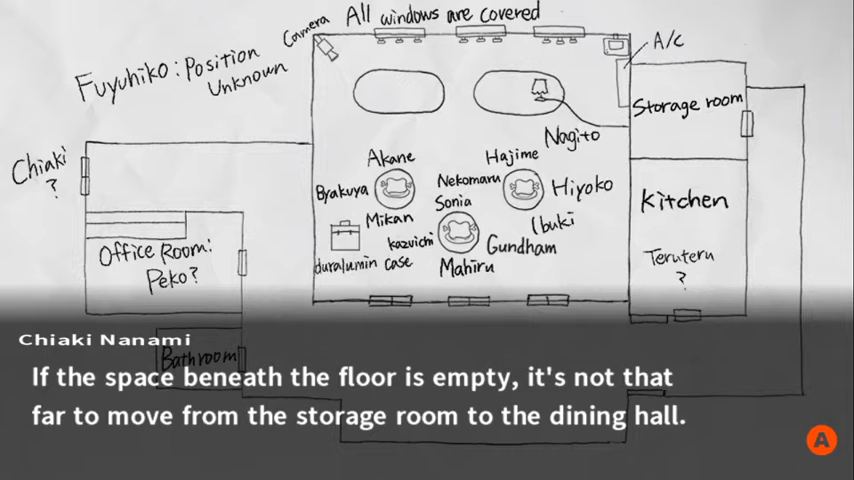 Camera
All windows are covered
A/C
Fuyuhiko: Position
Unknown
Storage room
Chiaki
?
Nagito
Akane
Hajime
Byakuya
Nekomaru
Hiyoko
Sonia
Mikan
Ibuki
Kitchen
kazuichi
Gundham
duralumin case
Mahiru
Office Room:
Peko?
Teruteru
?
Chiaki Nanami
Bathroom
If the space beneath the floor is empty, it's not that
far to move from the storage room to the dining hall.
A